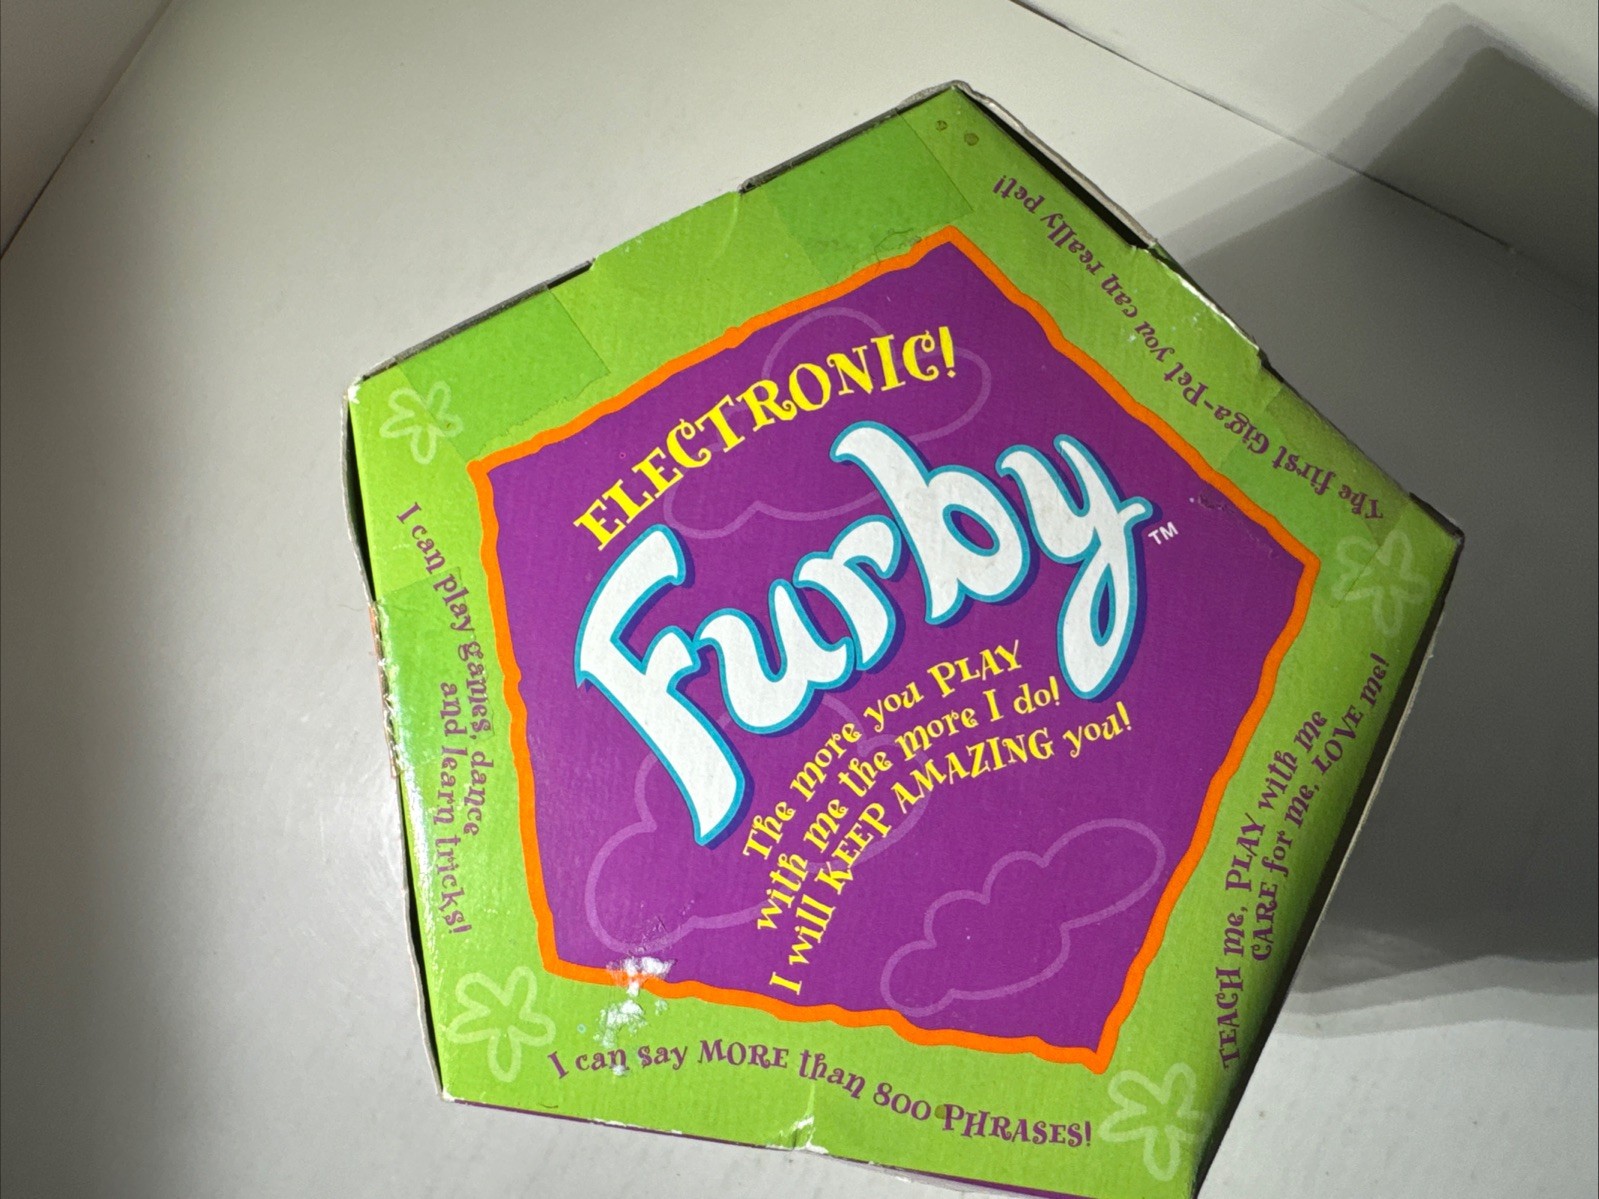 ELECTRONIC!
Furby™
The more you PLAY
with me the more I do!
I will KEEP AMAZING you!
The first Giga-Pet you can really pet!
TEACH me, PLAY with me
CARE for me, LOVE me!
I can say MORE than 800 PHRASES!
I can play games, dance
and learn tricks!